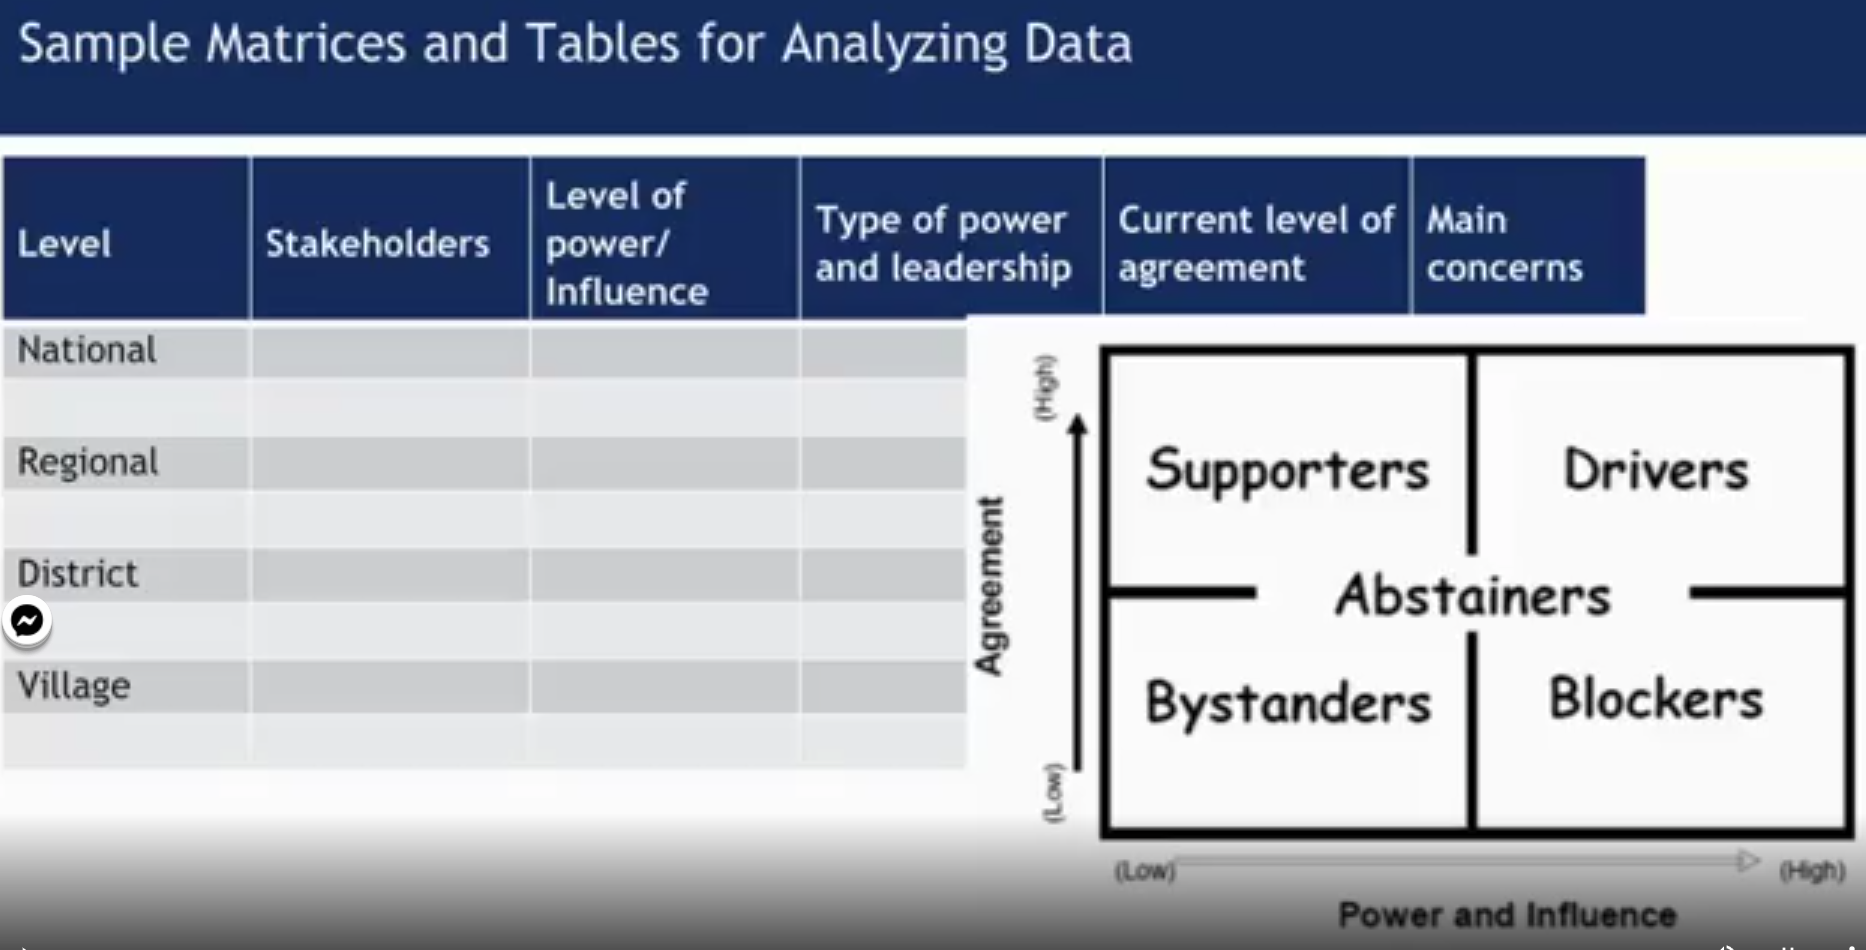 Sample Matrices and Tables for Analyzing Data
Level
Stakeholders
Level of
power/
Influence
Type of power
and leadership
Current level of
agreement
Main
concerns
National
Regional
District
Village
(High)
Agreement
(Low)
Supporters
Drivers
Abstainers
Bystanders
Blockers
(Low)
(High)
Power and Influence